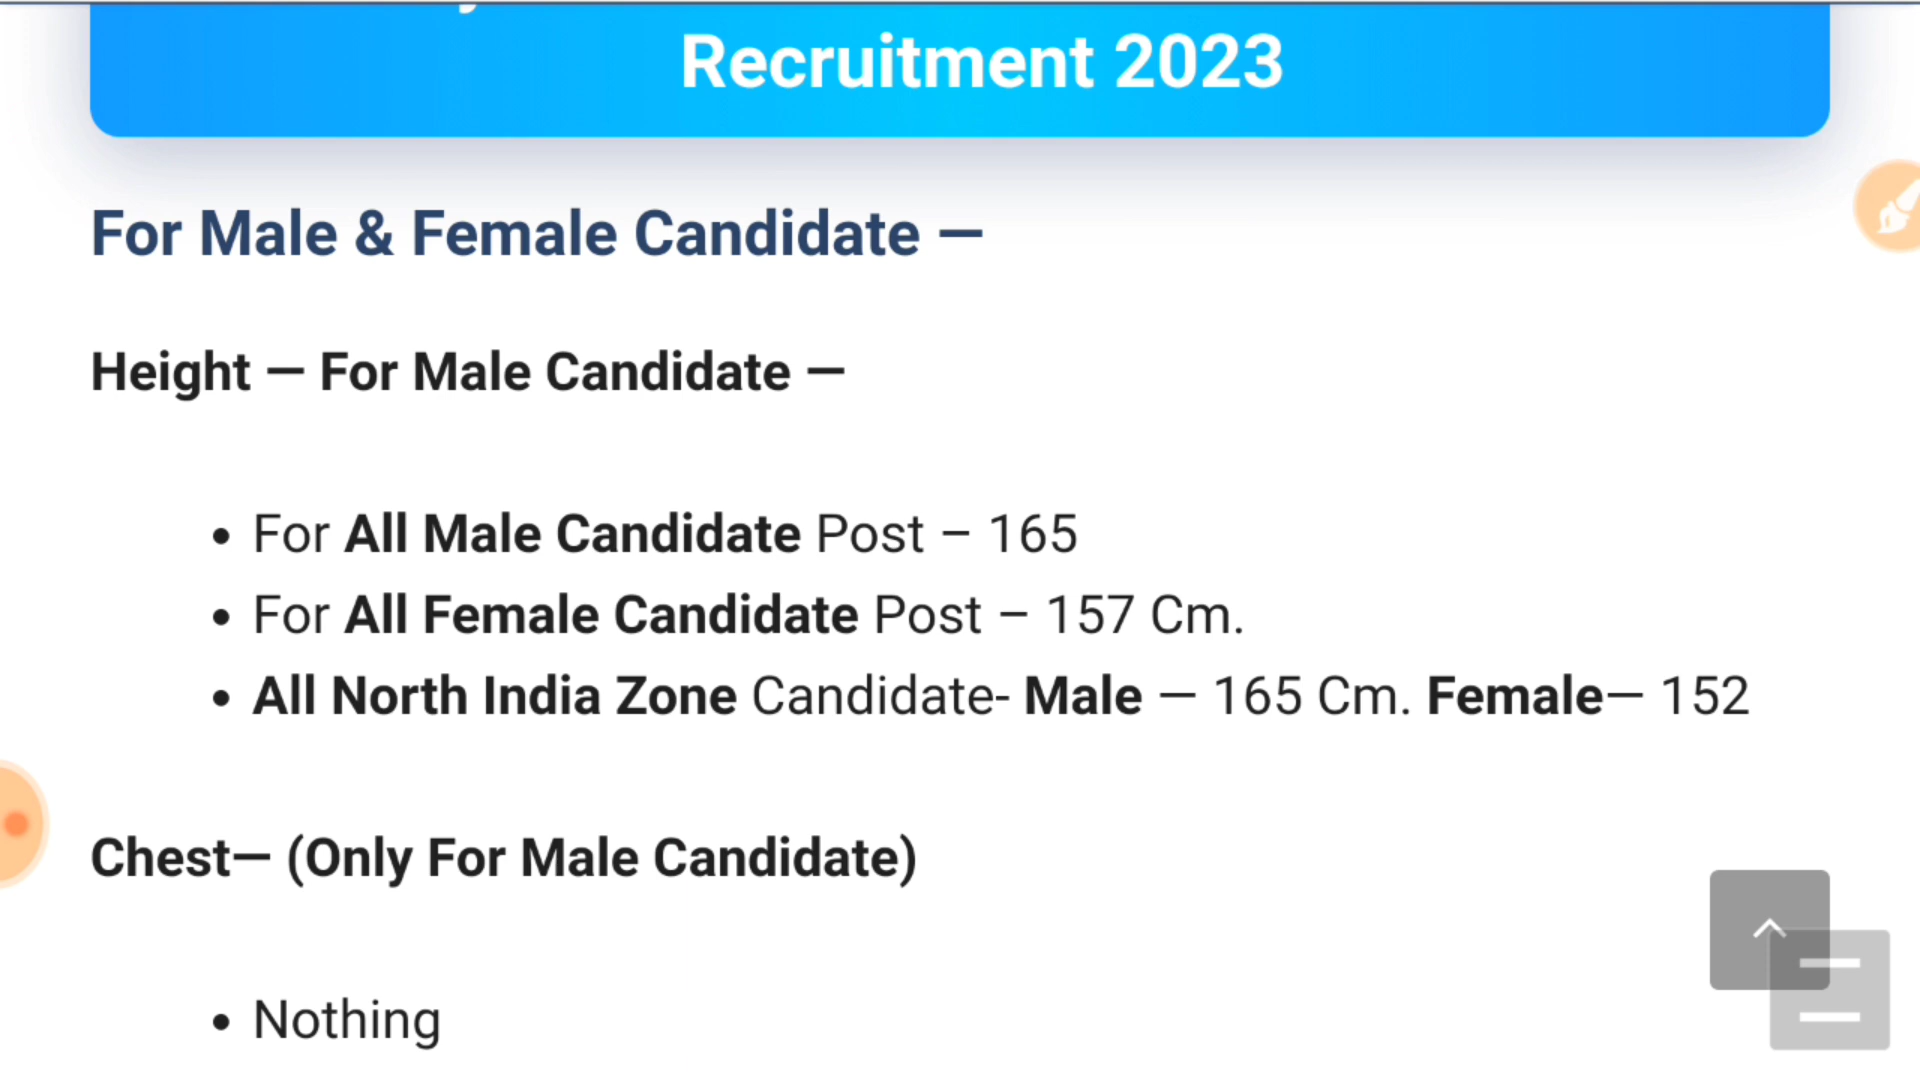 Recruitment 2023
For Male & Female Candidate —
Height — For Male Candidate —
• For All Male Candidate Post – 165
• For All Female Candidate Post – 157 Cm.
• All North India Zone Candidate- Male — 165 Cm. Female— 152
Chest— (Only For Male Candidate)
• Nothing